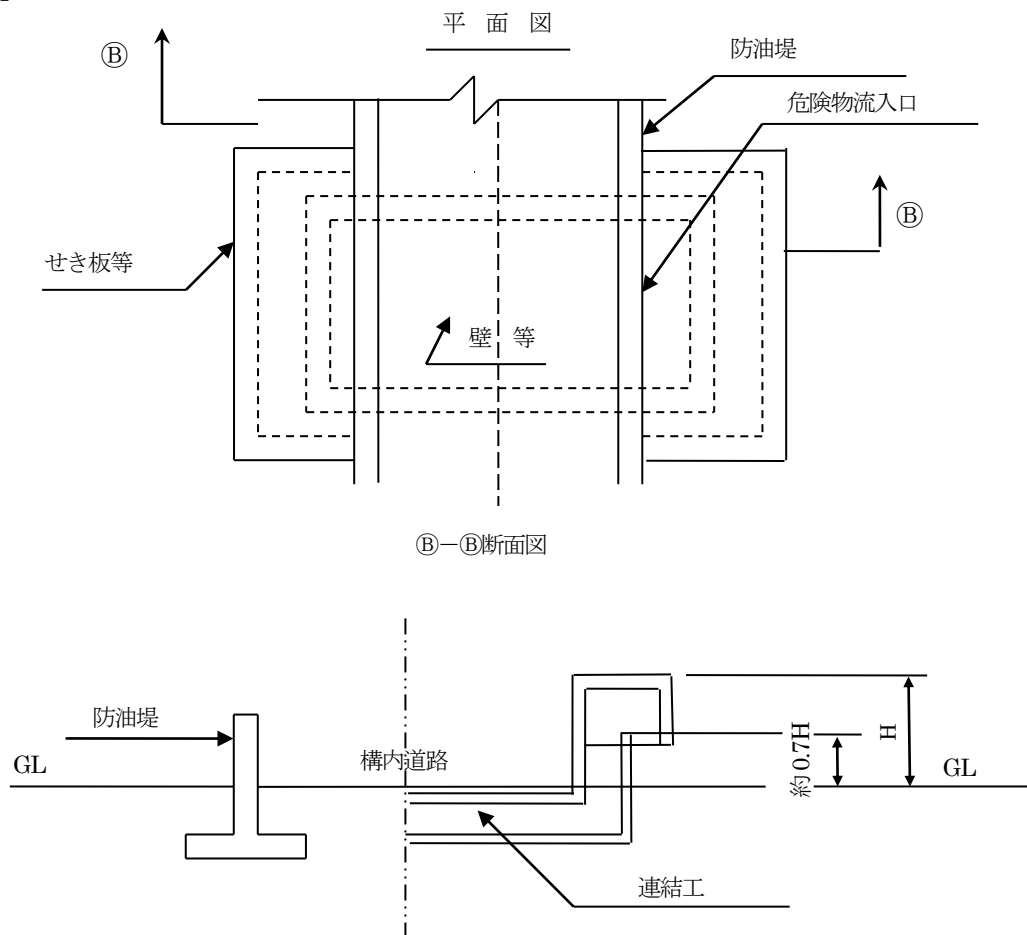 平 面 図
Ⓑ
防油堤
危険物流入口
Ⓑ
せき板等
壁 等
Ⓑ－Ⓑ断面図
防油堤
構内道路
GL
約 0.7H
H
GL
連結工